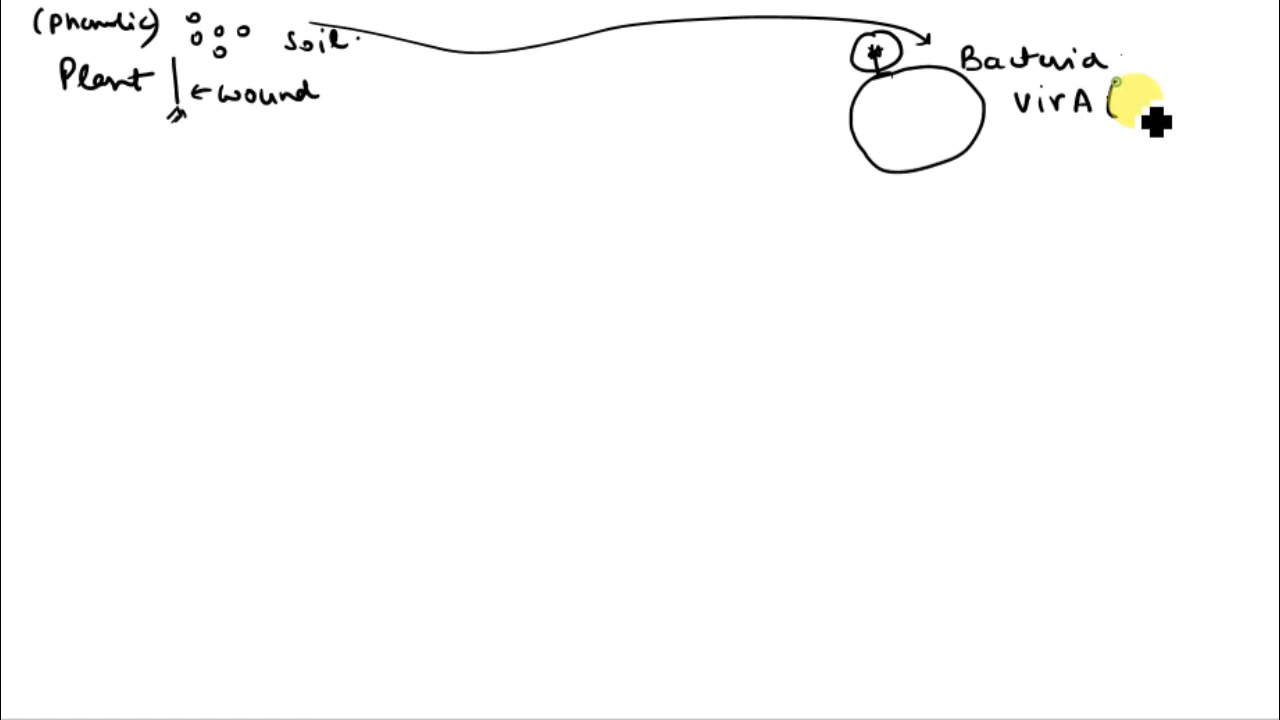 (Phenolic)
soil.
Plant
← wound
Bacteria
VirA (